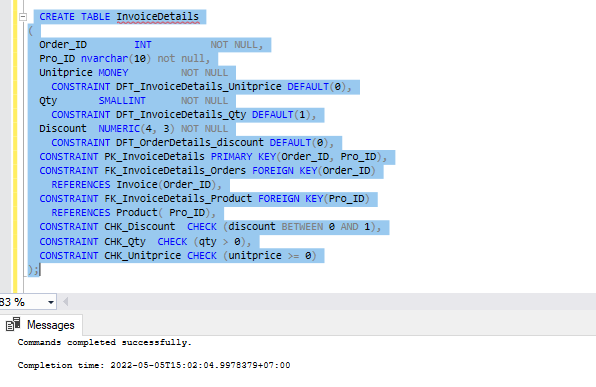 CREATE TABLE InvoiceDetails
(
Order_ID INT NOT NULL,
Pro_ID nvarchar(10) not null,
Unitprice MONEY NOT NULL
CONSTRAINT DFT_InvoiceDetails_Unitprice DEFAULT(0),
Qty SMALLINT NOT NULL
CONSTRAINT DFT_InvoiceDetails_Qty DEFAULT(1),
Discount NUMERIC(4, 3) NOT NULL
CONSTRAINT DFT_OrderDetails_discount DEFAULT(0),
CONSTRAINT PK_InvoiceDetails PRIMARY KEY(Order_ID, Pro_ID),
CONSTRAINT FK_InvoiceDetails_Orders FOREIGN KEY(Order_ID)
REFERENCES Invoice(Order_ID),
CONSTRAINT FK_InvoiceDetails_Product FOREIGN KEY(Pro_ID)
REFERENCES Product( Pro_ID),
CONSTRAINT CHK_Discount CHECK (discount BETWEEN 0 AND 1),
CONSTRAINT CHK_Qty CHECK (qty > 0),
CONSTRAINT CHK_Unitprice CHECK (unitprice >= 0)
);
83 %
Messages
Commands completed successfully.
Completion time: 2022-05-05T15:02:04.9978379+07:00